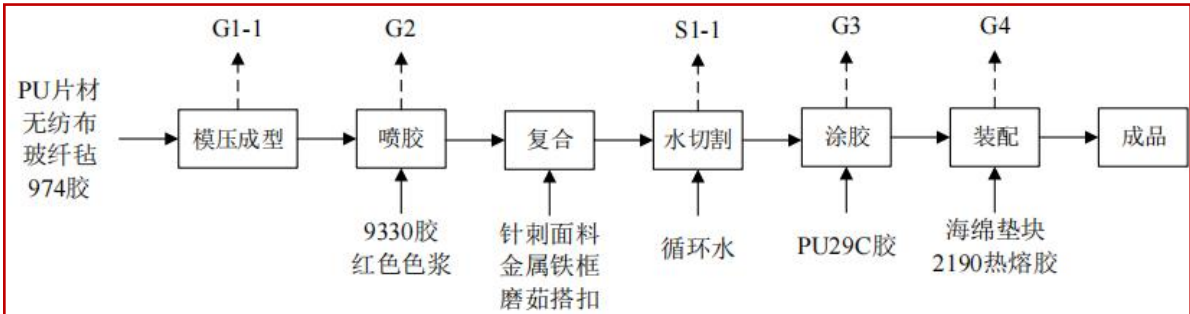 G1-1
G2
S1-1
G3
G4
PU片材
无纺布
玻纤毡
974胶
模压成型
喷胶
复合
水切割
涂胶
装配
成品
9330胶
红色色浆
针刺面料
金属铁框
磨茹搭扣
循环水
PU29C胶
海绵垫块
2190热熔胶